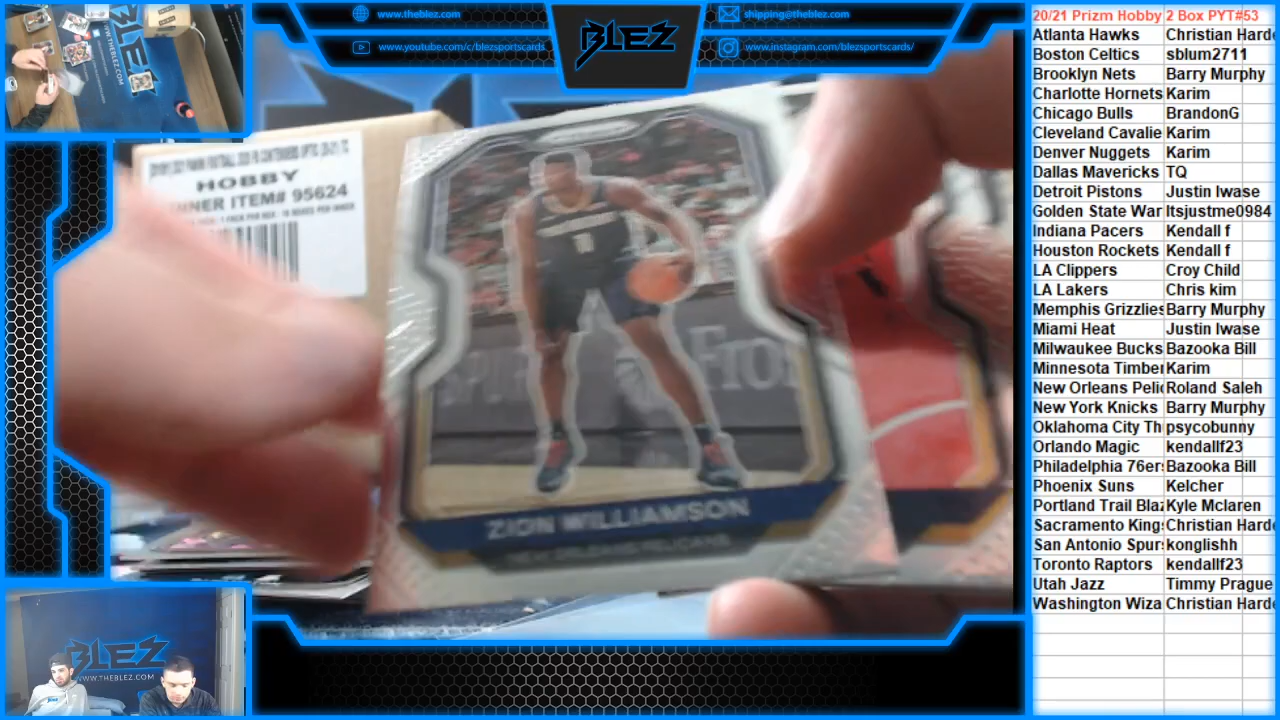 www.theblez.com
www.youtube.com/c/blezsportscards
BLEZ
shipping@theblez.com
www.instagram.com/blezsportscards/
HOBBY
INNER ITEM# 95624
ZION WILLIAMSON
NEW ORLEANS PELICANS
BLEZ
WWW.THEBLEZ.COM
20/21 Prizm Hobby 2 Box PYT#53
Atlanta Hawks Christian Harde
Boston Celtics sblum2711
Brooklyn Nets Barry Murphy
Charlotte Hornets Karim
Chicago Bulls BrandonG
Cleveland Cavalie Karim
Denver Nuggets Karim
Dallas Mavericks TQ
Detroit Pistons Justin Iwase
Golden State War Itsjustme0984
Indiana Pacers Kendall f
Houston Rockets Kendall f
LA Clippers Croy Child
LA Lakers Chris kim
Memphis Grizzlies Barry Murphy
Miami Heat Justin Iwase
Milwaukee Bucks Bazooka Bill
Minnesota Timber Karim
New Orleans Pelic Roland Saleh
New York Knicks Barry Murphy
Oklahoma City Th psycobunny
Orlando Magic kendallf23
Philadelphia 76ers Bazooka Bill
Phoenix Suns Kelcher
Portland Trail Blaz Kyle Mclaren
Sacramento Kings Christian Harde
San Antonio Spurs konglishh
Toronto Raptors kendallf23
Utah Jazz Timmy Prague
Washington Wiza Christian Harde